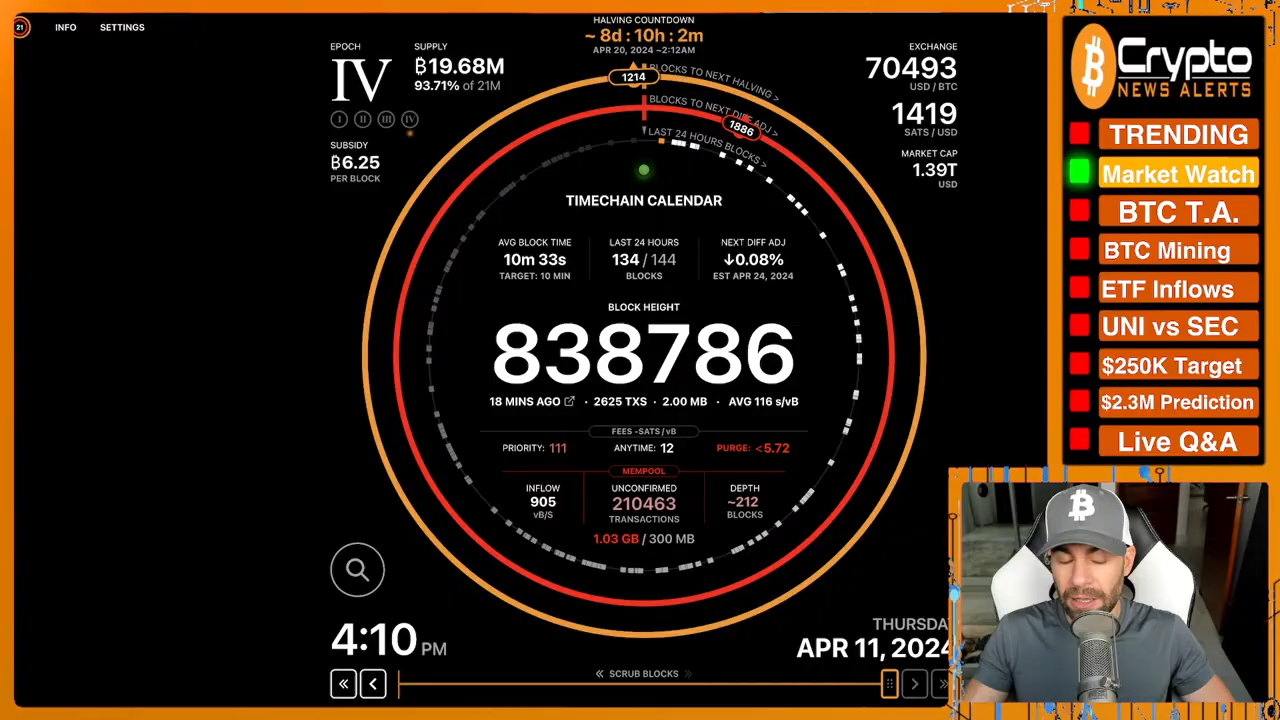 21
INFO
SETTINGS
HALVING COUNTDOWN
~ 8d : 10h : 2m
APR 20, 2024 ~2:12AM
EPOCH
IV
I II III IV
SUPPLY
₿19.68M
93.71% of 21M
SUBSIDY
₿6.25
PER BLOCK
EXCHANGE
70493
USD / BTC
1419
SATS / USD
MARKET CAP
1.39T
USD
1214
BLOCKS TO NEXT HALVING >
BLOCKS TO NEXT DIFF ADJ >
1886
LAST 24 HOURS BLOCKS >
TIMECHAIN CALENDAR
AVG BLOCK TIME
10m 33s
TARGET: 10 MIN
LAST 24 HOURS
134 / 144
BLOCKS
NEXT DIFF ADJ
↓0.08%
EST APR 24, 2024
BLOCK HEIGHT
838786
18 MINS AGO · 2625 TXS · 2.00 MB · AVG 116 s/vB
FEES -SATS / vB
PRIORITY: 111
ANYTIME: 12
PURGE: <5.72
MEMPOOL
INFLOW
905
vB/S
UNCONFIRMED
210463
TRANSACTIONS
DEPTH
~212
BLOCKS
1.03 GB / 300 MB
4:10 PM
THURSDA
APR 11, 2024
« SCRUB BLOCKS »
Crypto
NEWS ALERTS
TRENDING
Market Watch
BTC T.A.
BTC Mining
ETF Inflows
UNI vs SEC
$250K Target
$2.3M Prediction
Live Q&A